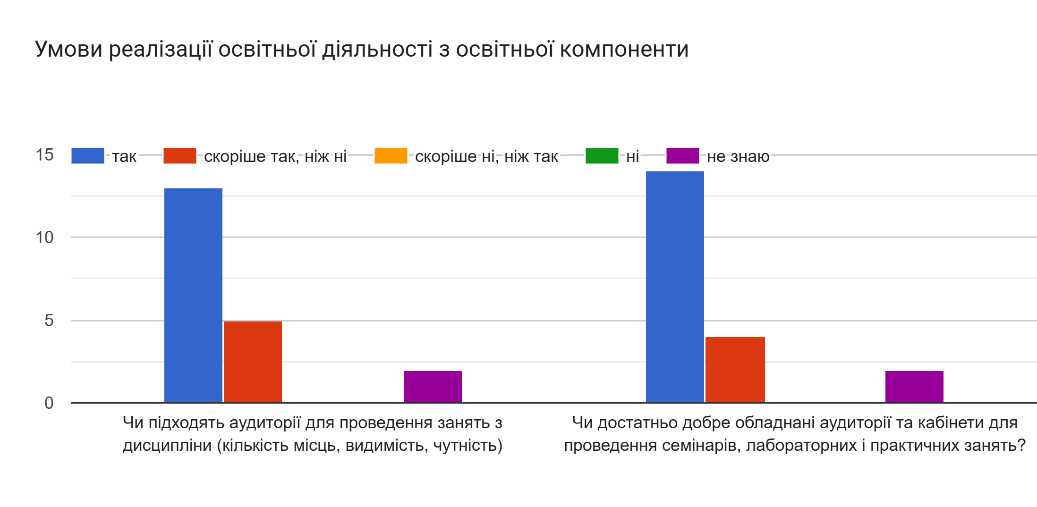 Умови реалізації освітньої діяльності з освітньої компоненти
15 так скоріше так, ніж ні скоріше ні, ніж так ні не знаю
10
5
0
Чи підходять аудиторії для проведення занять з
дисципліни (кількість місць, видимість, чутність)
Чи достатньо добре обладнані аудиторії та кабінети для
проведення семінарів, лабораторних і практичних занять?